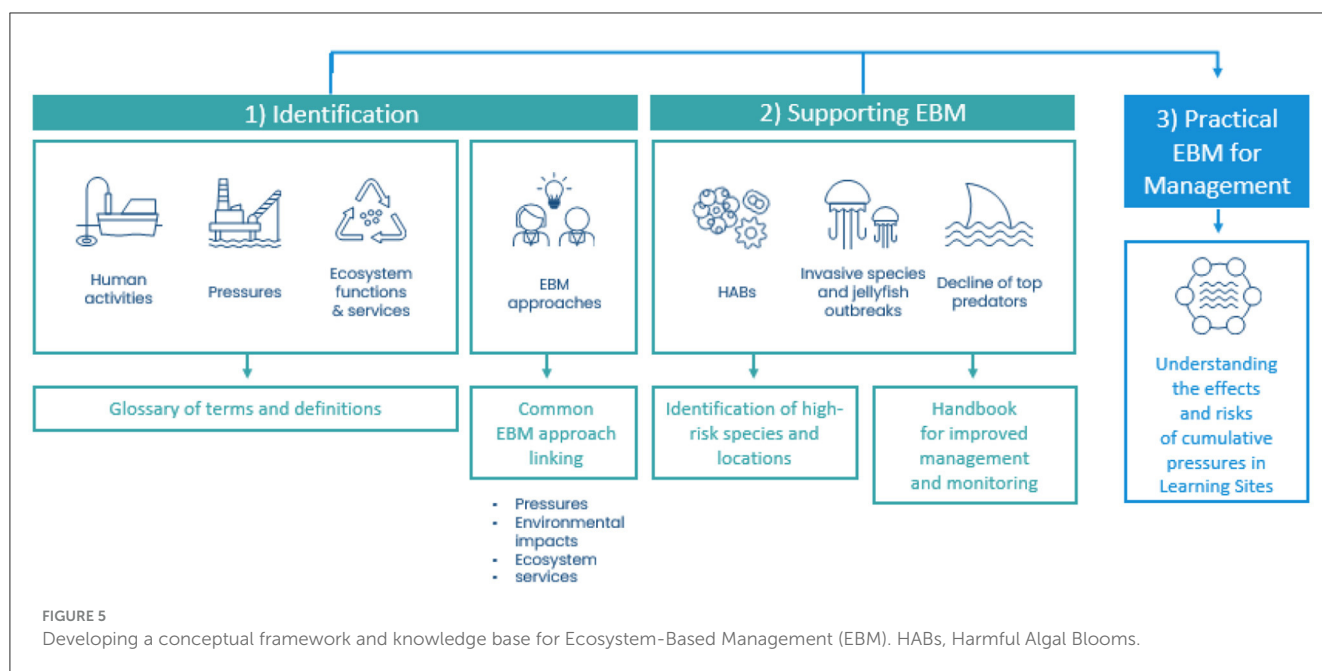 1) Identification
2) Supporting EBM
3) Practical
EBM for
Management
Human
activities
Pressures
Ecosystem
functions
& services
EBM
approaches
HABs
Invasive species
and jellyfish
outbreaks
Decline of top
predators
Glossary of terms and definitions
Common
EBM approach
linking
Identification of high-
risk species and
locations
Handbook
for improved
management
and monitoring
Understanding
the effects
and risks
of cumulative
pressures in
Learning Sites
▪ Pressures
▪ Environmental
impacts
▪ Ecosystem
▪ services
FIGURE 5
Developing a conceptual framework and knowledge base for Ecosystem-Based Management (EBM). HABs, Harmful Algal Blooms.